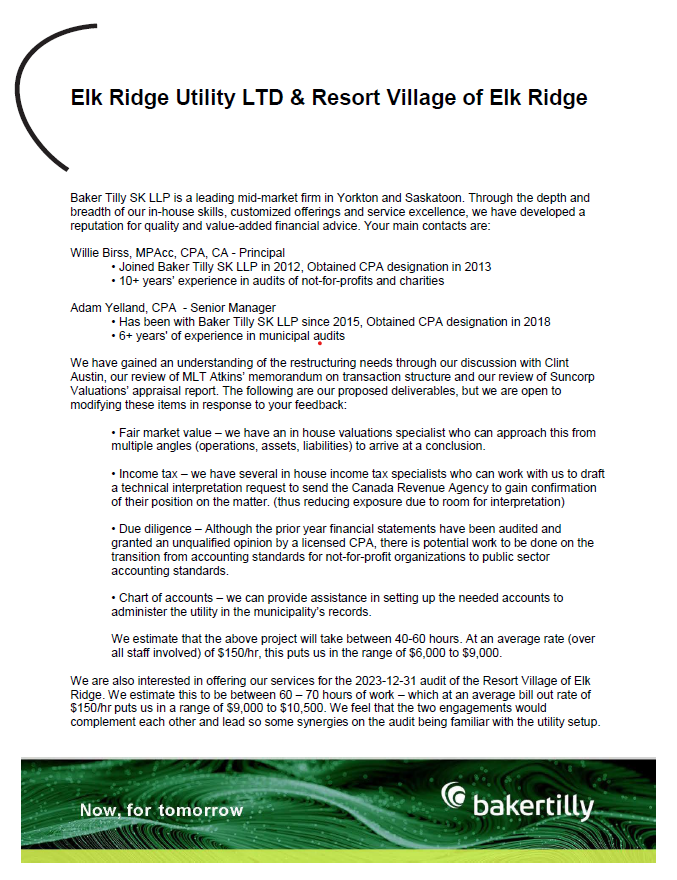 Elk Ridge Utility LTD & Resort Village of Elk Ridge
Baker Tilly SK LLP is a leading mid-market firm in Yorkton and Saskatoon. Through the depth and
breadth of our in-house skills, customized offerings and service excellence, we have developed a
reputation for quality and value-added financial advice. Your main contacts are:
Willie Birss, MPAcc, CPA, CA - Principal
• Joined Baker Tilly SK LLP in 2012, Obtained CPA designation in 2013
• 10+ years' experience in audits of not-for-profits and charities
Adam Yelland, CPA - Senior Manager
• Has been with Baker Tilly SK LLP since 2015, Obtained CPA designation in 2018
• 6+ years' of experience in municipal audits
We have gained an understanding of the restructuring needs through our discussion with Clint
Austin, our review of MLT Atkins' memorandum on transaction structure and our review of Suncorp
Valuations' appraisal report. The following are our proposed deliverables, but we are open to
modifying these items in response to your feedback:
• Fair market value – we have an in house valuations specialist who can approach this from
multiple angles (operations, assets, liabilities) to arrive at a conclusion.
• Income tax – we have several in house income tax specialists who can work with us to draft
a technical interpretation request to send the Canada Revenue Agency to gain confirmation
of their position on the matter. (thus reducing exposure due to room for interpretation)
• Due diligence – Although the prior year financial statements have been audited and
granted an unqualified opinion by a licensed CPA, there is potential work to be done on the
transition from accounting standards for not-for-profit organizations to public sector
accounting standards.
• Chart of accounts – we can provide assistance in setting up the needed accounts to
administer the utility in the municipality's records.
We estimate that the above project will take between 40-60 hours. At an average rate (over
all staff involved) of $150/hr, this puts us in the range of $6,000 to $9,000.
We are also interested in offering our services for the 2023-12-31 audit of the Resort Village of Elk
Ridge. We estimate this to be between 60 – 70 hours of work – which at an average bill out rate of
$150/hr puts us in a range of $9,000 to $10,500. We feel that the two engagements would
complement each other and lead so some synergies on the audit being familiar with the utility setup.
Now, for tomorrow
bakertilly